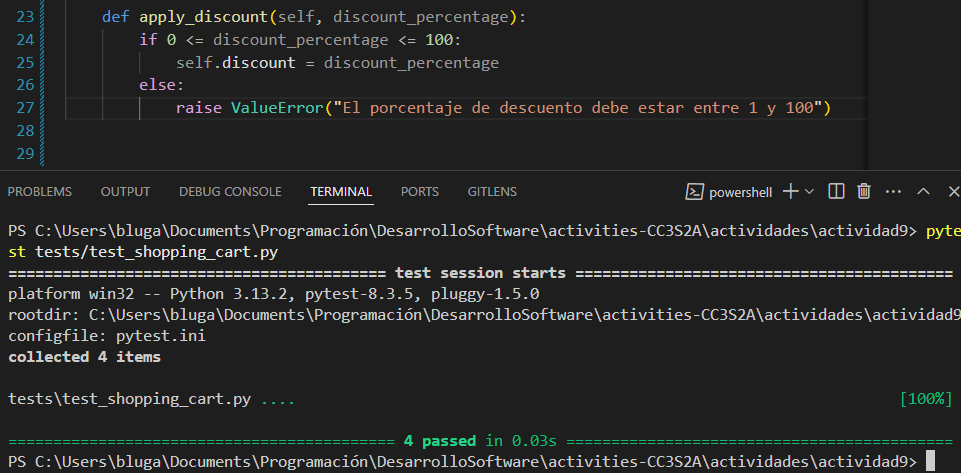 23 def apply_discount(self, discount_percentage):
24 if 0 <= discount_percentage <= 100:
25 self.discount = discount_percentage
26 else:
27 raise ValueError("El porcentaje de descuento debe estar entre 1 y 100")
28
29
PROBLEMS OUTPUT DEBUG CONSOLE TERMINAL PORTS GITLENS powershell
PS C:\Users\bluga\Documents\Programación\DesarrolloSoftware\activities-CC3S2A\actividades\actividad9> pyte
st tests/test_shopping_cart.py
========================================== test session starts ==========================================
platform win32 -- Python 3.13.2, pytest-8.3.5, pluggy-1.5.0
rootdir: C:\Users\bluga\Documents\Programación\DesarrolloSoftware\activities-CC3S2A\actividades\actividad9
configfile: pytest.ini
collected 4 items
tests\test_shopping_cart.py .... [100%]
=========================================== 4 passed in 0.03s ===========================================
PS C:\Users\bluga\Documents\Programación\DesarrolloSoftware\activities-CC3S2A\actividades\actividad9>